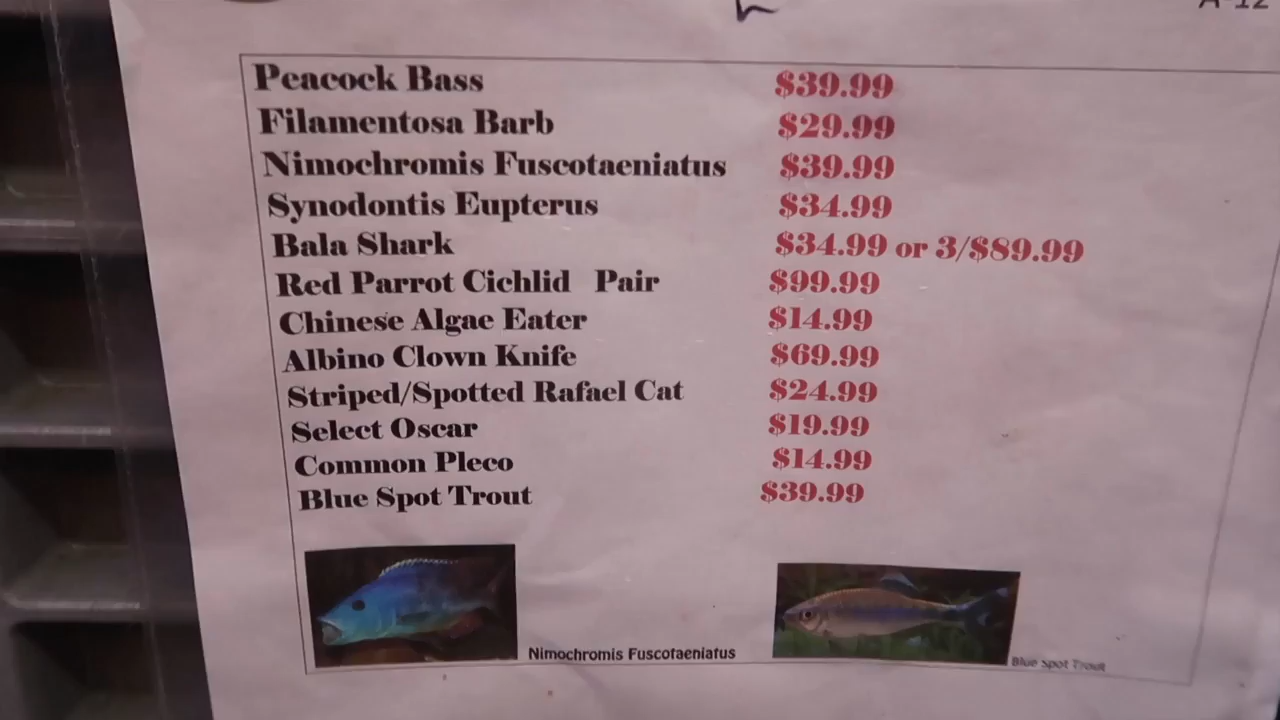 A-12
Peacock Bass $39.99
Filamentosa Barb $29.99
Nimochromis Fuscotaeniatus $39.99
Synodontis Eupterus $34.99
Bala Shark $34.99 or 3/$89.99
Red Parrot Cichlid Pair $99.99
Chinese Algae Eater $14.99
Albino Clown Knife $69.99
Striped/Spotted Rafael Cat $24.99
Select Oscar $19.99
Common Pleco $14.99
Blue Spot Trout $39.99
Nimochromis Fuscotaeniatus
Blue Spot Trout